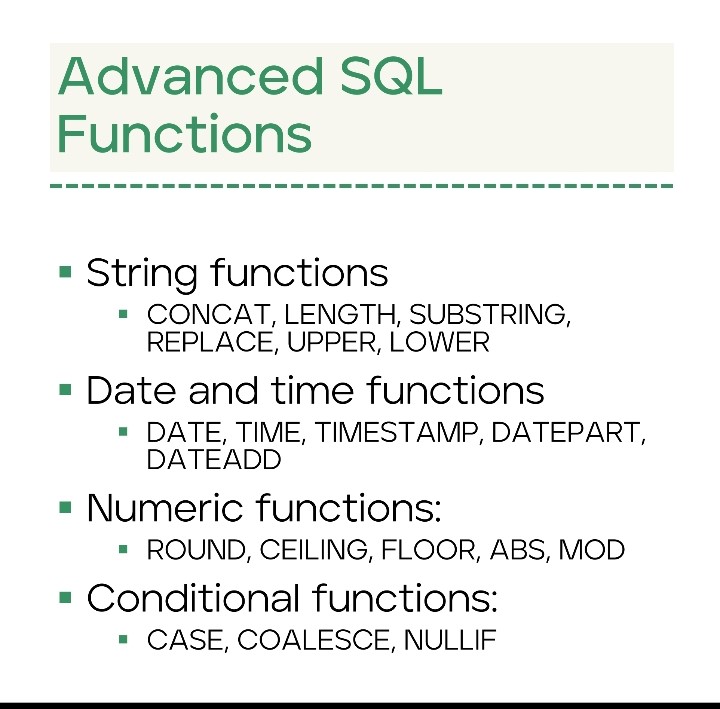 Advanced SQL
Functions
String functions
CONCAT, LENGTH, SUBSTRING,
REPLACE, UPPER, LOWER
Date and time functions
DATE, TIME, TIMESTAMP, DATEPART,
DATEADD
Numeric functions:
ROUND, CEILING, FLOOR, ABS, MOD
Conditional functions:
CASE, COALESCE, NULLIF